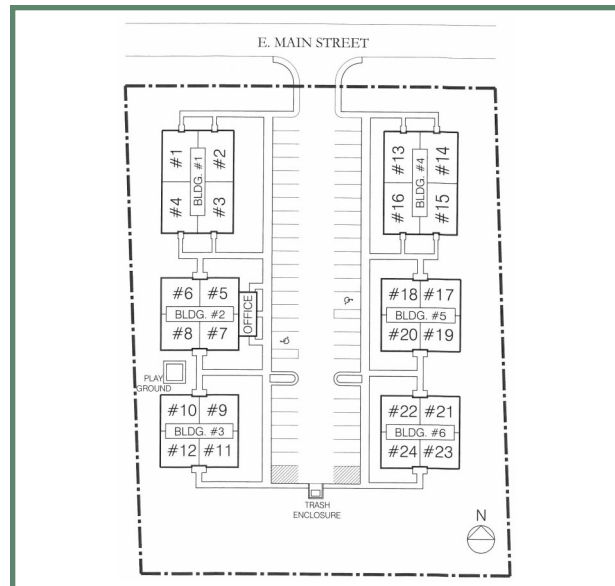 E. MAIN STREET
#1 #2
BLDG. #1
#4 #3
#13 #14
BLDG. #4
#16 #15
#6 #5
BLDG. #2
#8 #7
OFFICE
#18 #17
BLDG. #5
#20 #19
PLAY
GROUND
#10 #9
BLDG. #3
#12 #11
#22 #21
BLDG. #6
#24 #23
TRASH
ENCLOSURE
N